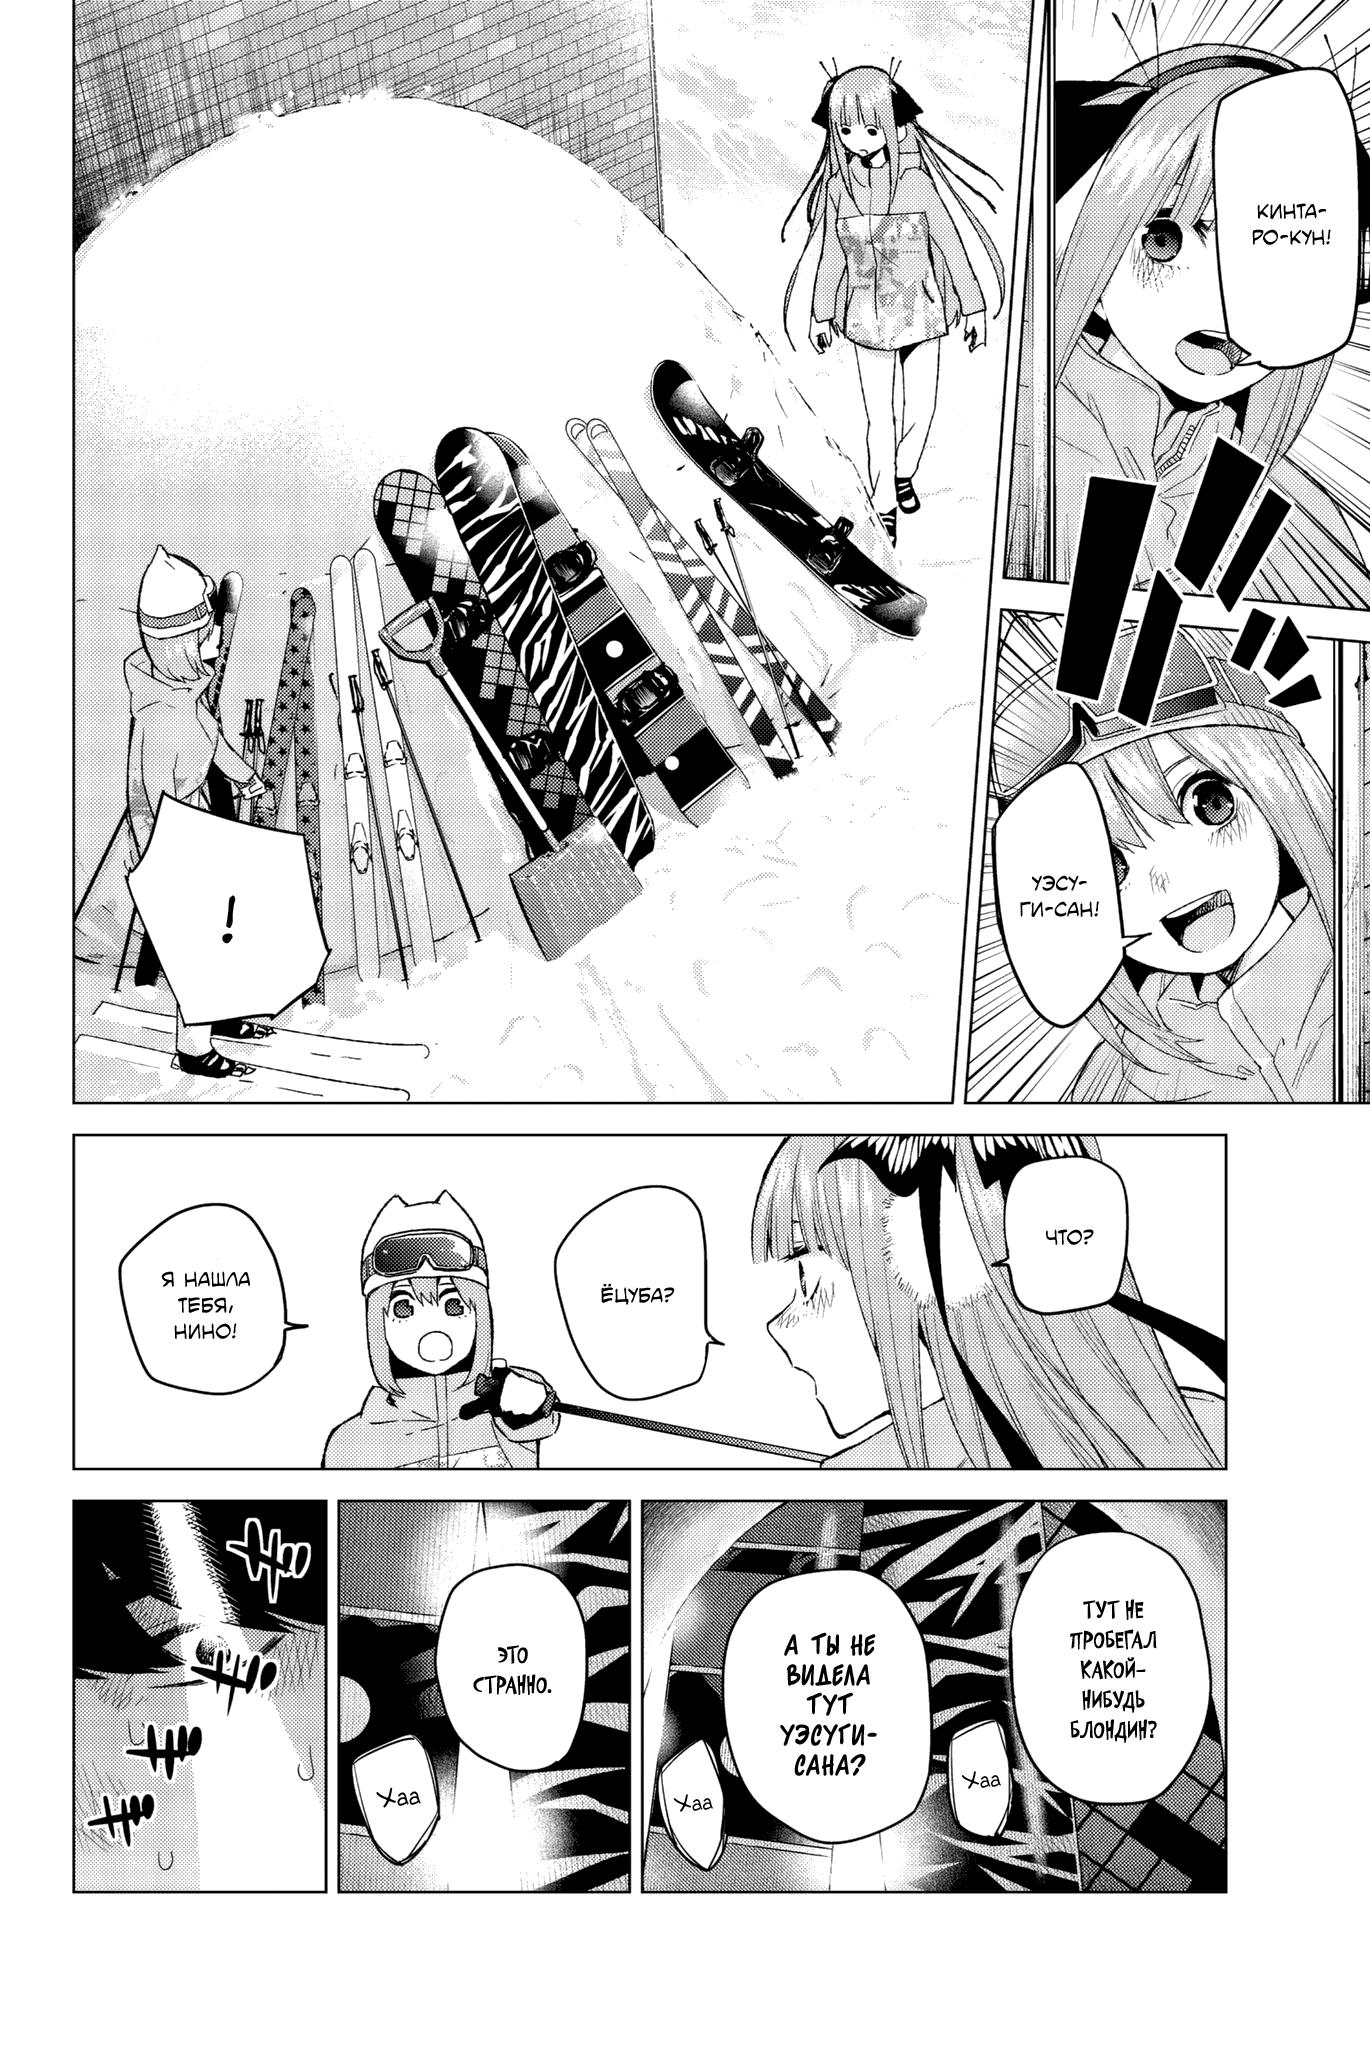 КИНТА-
РО-КУН!
УЭСУ-
ГИ-САН!
!
ЧТО?
ЁЦУБА?
Я НАШЛА
ТЕБЯ,
НИНО!
ТУТ НЕ
ПРОБЕГАЛ
КАКОЙ-
НИБУДЬ
БЛОНДИН?
Хаа
А ТЫ НЕ
ВИДЕЛА
ТУТ
УЭСУГИ-
САНА?
Хаа
ЭТО
СТРАННО.
Хаа